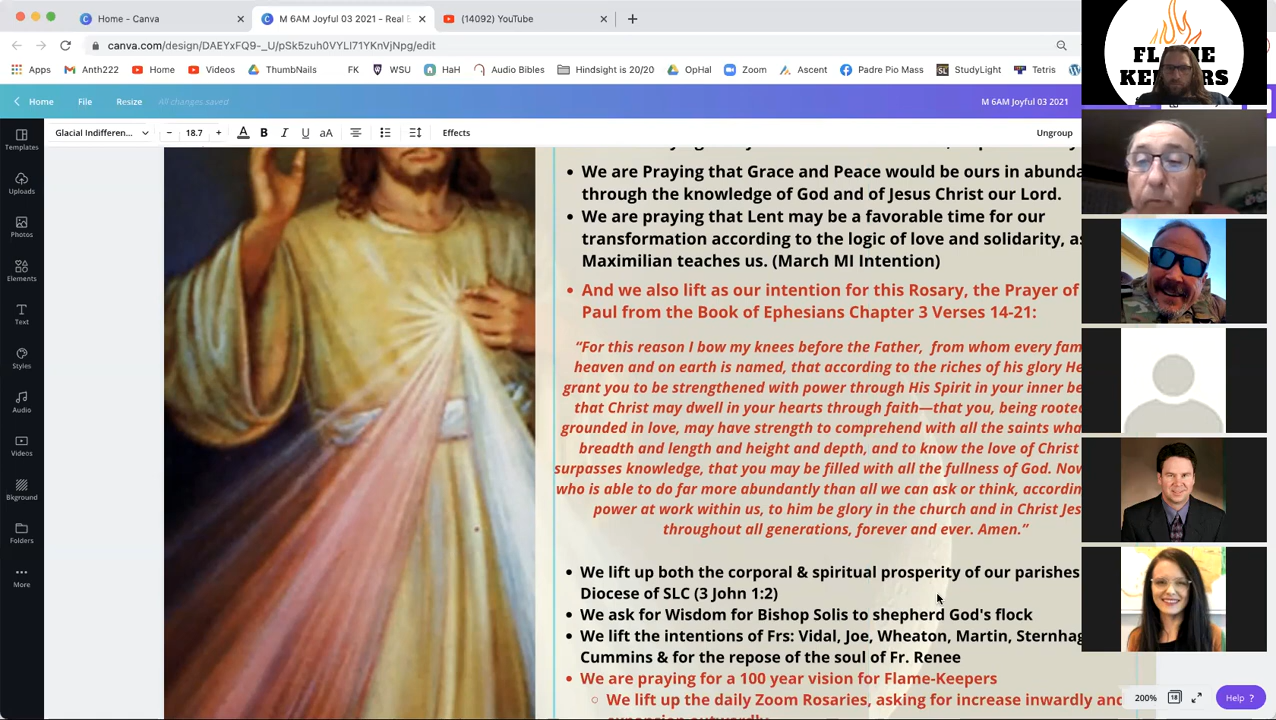 Home - Canva
M 6AM Joyful 03 2021 - Real E
(14092) YouTube
canva.com/design/DAEYxFQ9-_U/pSk5zuh0VYLI71YKnVjNpg/edit
Apps
Anth222
Home
Videos
ThumbNails
FK
WSU
HaH
Audio Bibles
Hindsight is 20/20
OpHal
Zoom
Ascent
Padre Pio Mass
StudyLight
Tetris
FLAME
KEEPERS
Home
File
Resize
All changes saved
M 6AM Joyful 03 2021
Glacial Indifferen...
18.7
A
B
I
U
aA
Effects
Ungroup
Templates
Uploads
Photos
Elements
Text
Styles
Audio
Videos
Bkground
Folders
More
We are Praying that Grace and Peace would be ours in abunda
through the knowledge of God and of Jesus Christ our Lord.
We are praying that Lent may be a favorable time for our
transformation according to the logic of love and solidarity, as
Maximilian teaches us. (March MI Intention)
And we also lift as our intention for this Rosary, the Prayer of
Paul from the Book of Ephesians Chapter 3 Verses 14-21:
“For this reason I bow my knees before the Father, from whom every fam
heaven and on earth is named, that according to the riches of his glory He
grant you to be strengthened with power through His Spirit in your inner be
that Christ may dwell in your hearts through faith—that you, being roote
grounded in love, may have strength to comprehend with all the saints wha
breadth and length and height and depth, and to know the love of Christ
surpasses knowledge, that you may be filled with all the fullness of God. Now
who is able to do far more abundantly than all we can ask or think, accordin
power at work within us, to him be glory in the church and in Christ Jes
throughout all generations, forever and ever. Amen.”
We lift up both the corporal & spiritual prosperity of our parishes
Diocese of SLC (3 John 1:2)
We ask for Wisdom for Bishop Solis to shepherd God's flock
We lift the intentions of Frs: Vidal, Joe, Wheaton, Martin, Sternhag
Cummins & for the repose of the soul of Fr. Renee
We are praying for a 100 year vision for Flame-Keepers
We lift up the daily Zoom Rosaries, asking for increase inwardly and
200%
18
Help ?